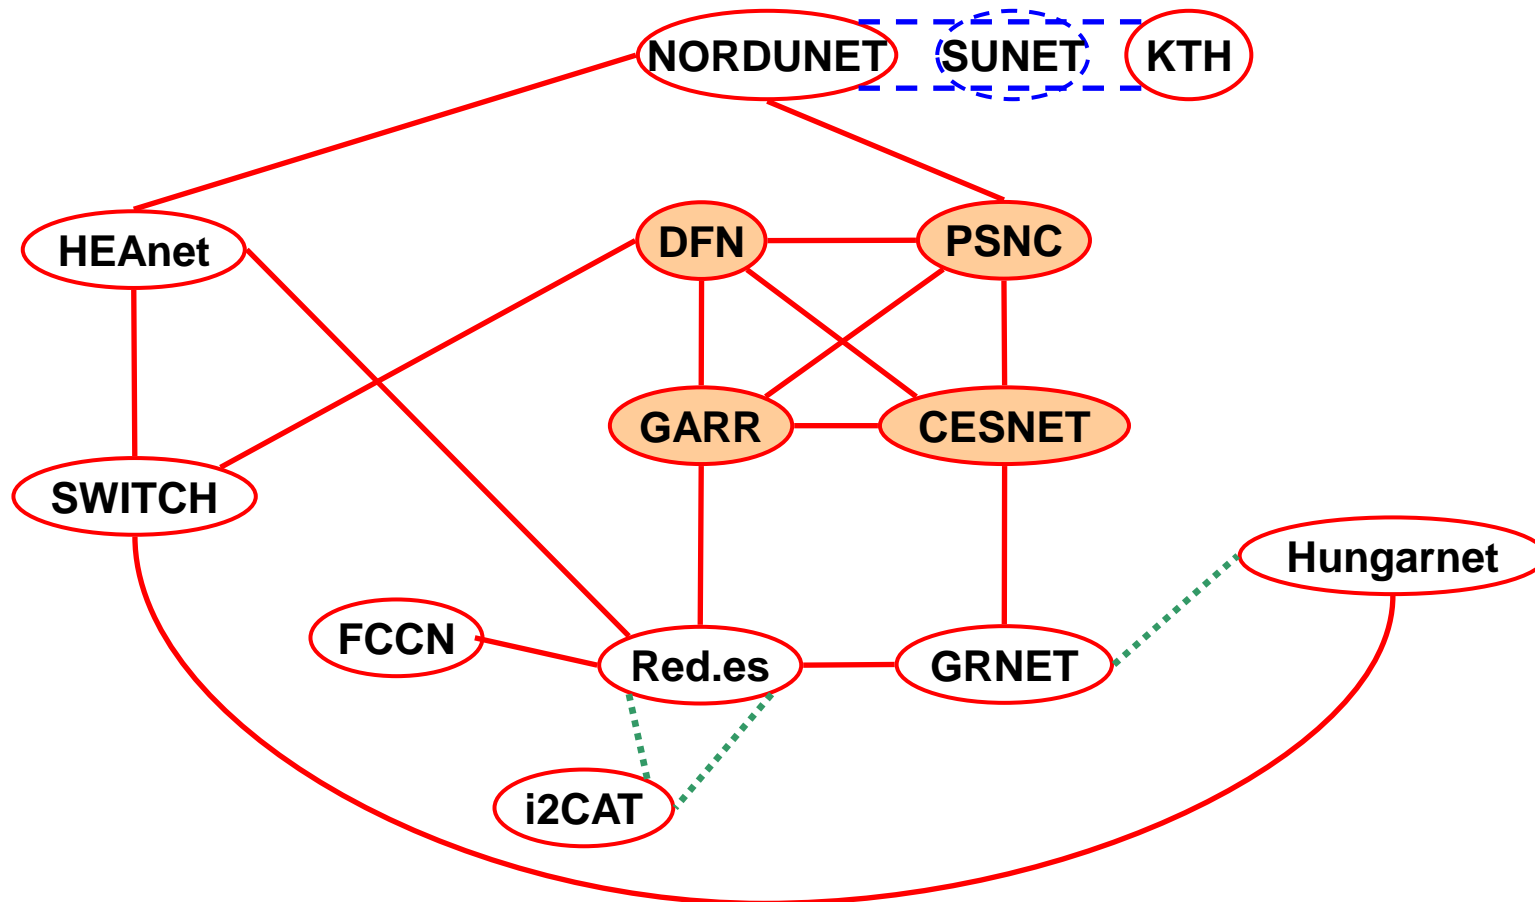 NORDUNET
SUNET
KTH
HEAnet
DFN
PSNC
GARR
CESNET
SWITCH
Hungarnet
FCCN
Red.es
GRNET
i2CAT